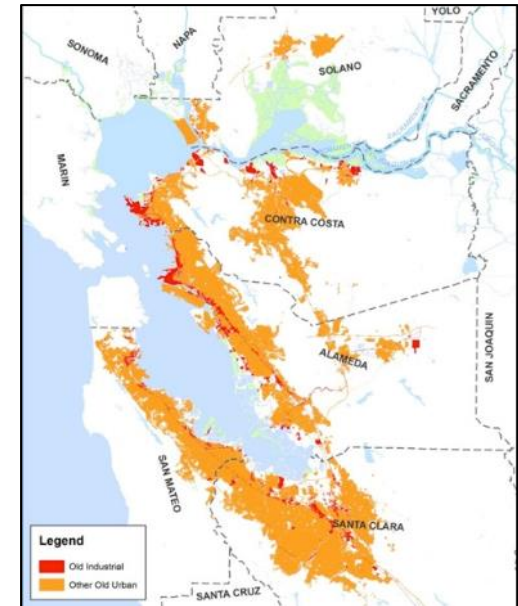 YOLO
NAPA
SONOMA
SOLANO
SACRAMENTO
MARIN
CONTRA COSTA
SAN JOAQUIN
ALAMEDA
SAN MATEO
SANTA CLARA
SANTA CRUZ
Legend
Old Industrial
Other Old Urban